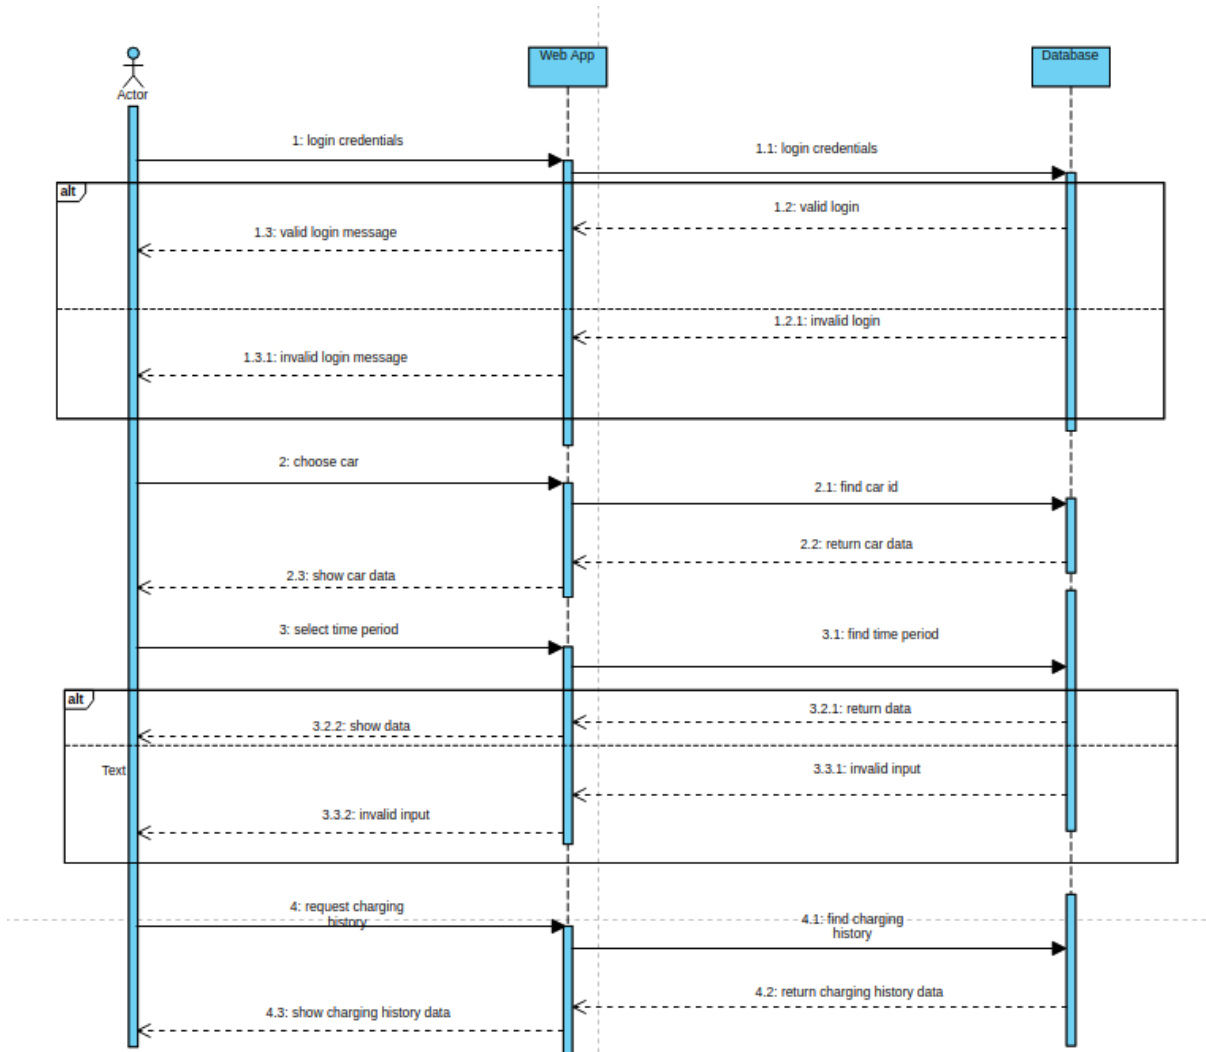 Web App
Database
Actor
1: login credentials
1.1: login credentials
alt
1.2: valid login
1.3: valid login message
1.2.1: invalid login
1.3.1: invalid login message
2: choose car
2.1: find car id
2.2: return car data
2.3: show car data
3: select time period
3.1: find time period
alt
3.2.1: return data
3.2.2: show data
Text
3.3.1: invalid input
3.3.2: invalid input
4: request charging
history
4.1: find charging
history
4.2: return charging history data
4.3: show charging history data